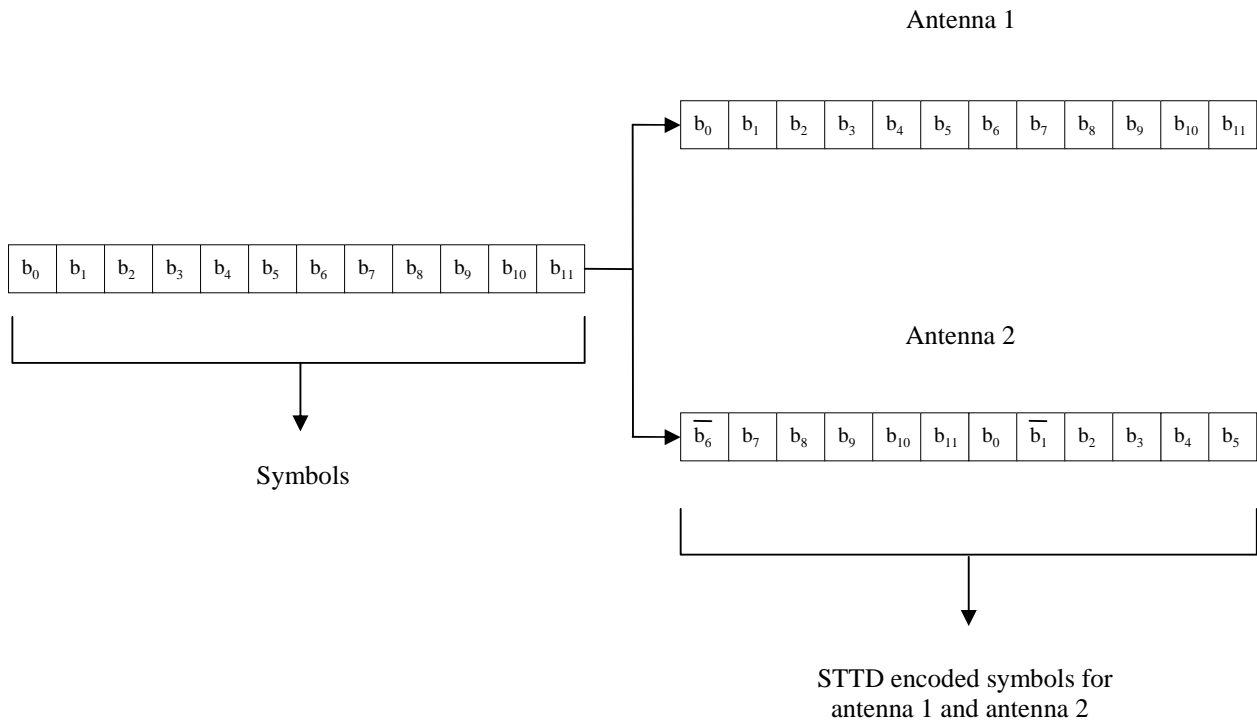 Antenna 1
b₀ b₁ b₂ b₃ b₄ b₅ b₆ b₇ b₈ b₉ b₁₀ b₁₁
b₀ b₁ b₂ b₃ b₄ b₅ b₆ b₇ b₈ b₉ b₁₀ b₁₁
Antenna 2
b̅₆ b₇ b₈ b₉ b₁₀ b₁₁ b₀ b̅₁ b₂ b₃ b₄ b₅
Symbols
STTD encoded symbols for
antenna 1 and antenna 2